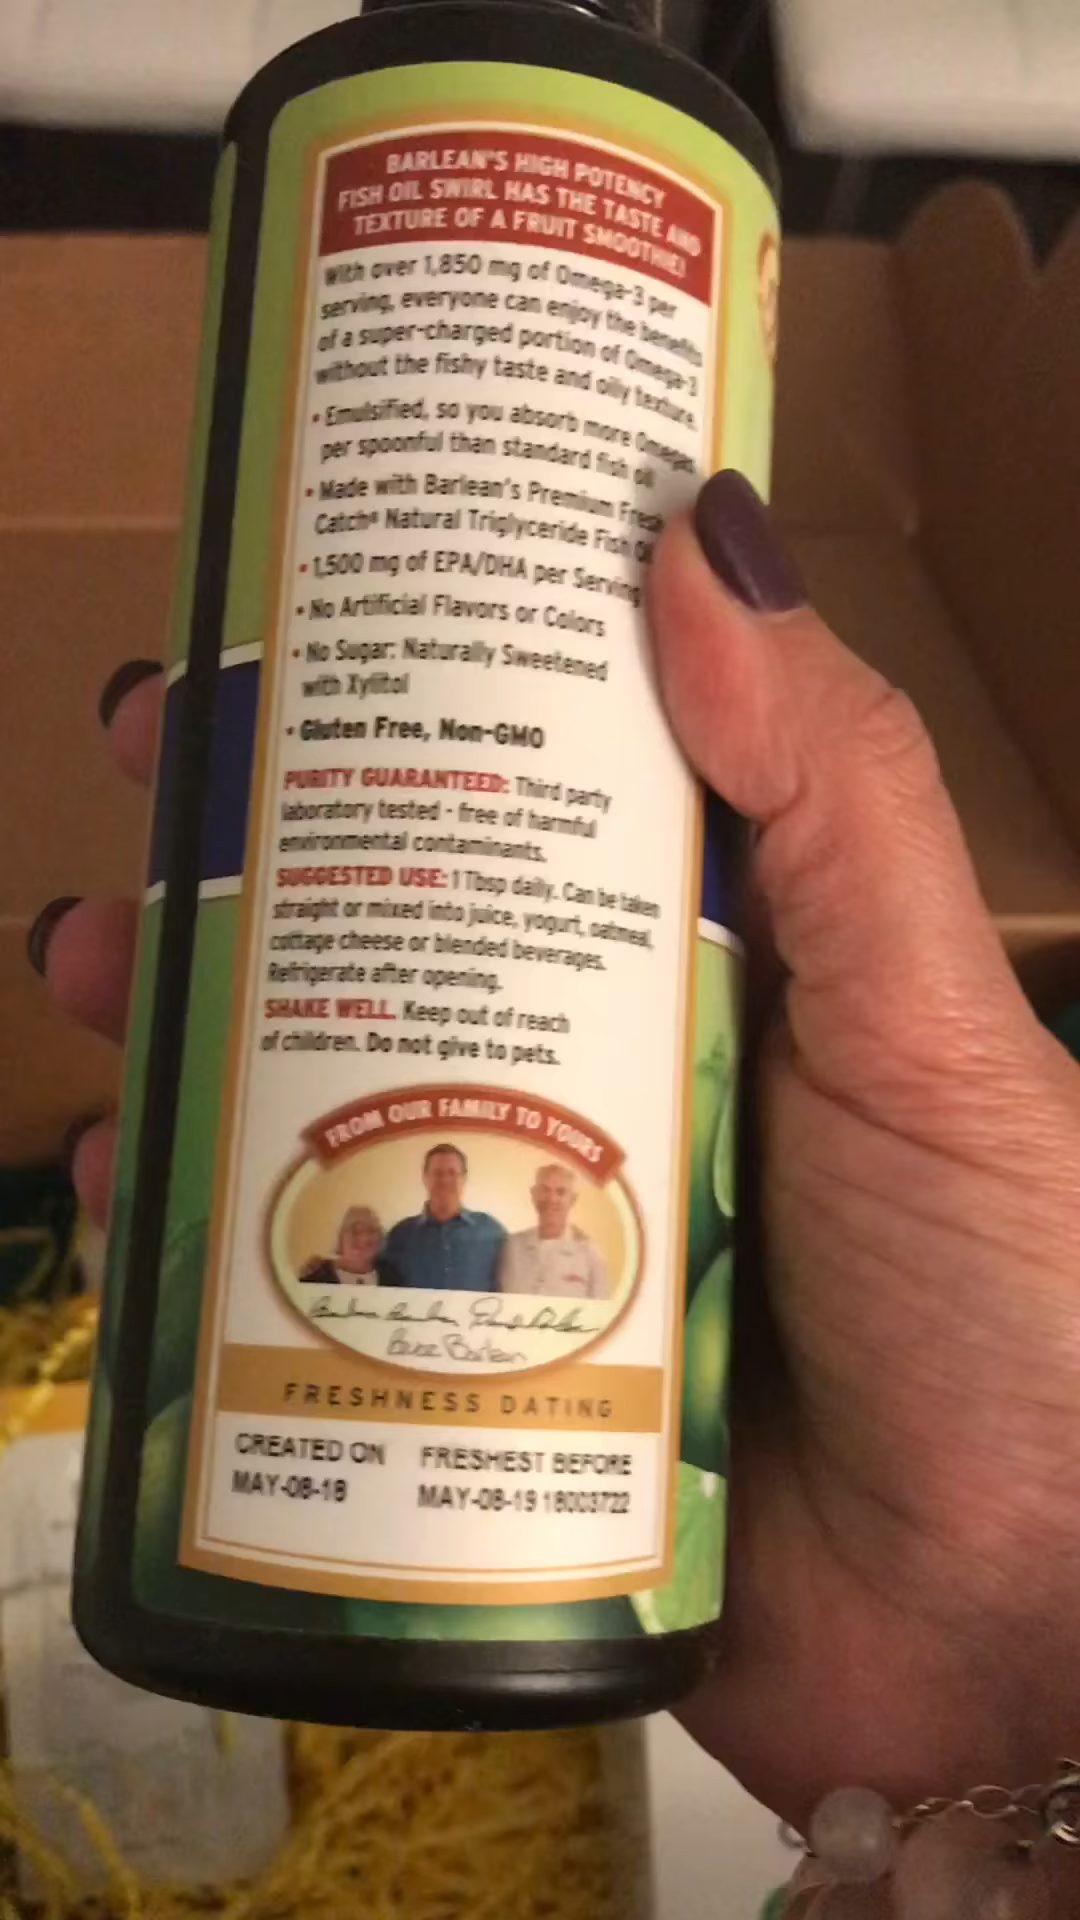 BARLEAN'S HIGH POTENCY
FISH OIL SWIRL HAS THE TASTE AND
TEXTURE OF A FRUIT SMOOTHIE!
With over 1,850 mg of Omega-3 per
serving, everyone can enjoy the benefits
of a super-charged portion of Omega-3
without the fishy taste and oily texture.
• Emulsified, so you absorb more Omegas
per spoonful than standard fish oil
• Made with Barlean's Premium Fresh
Catch® Natural Triglyceride Fish
• 1,500 mg of EPA/DHA per Serving
• No Artificial Flavors or Colors
• No Sugar: Naturally Sweetened
with Xylitol
• Gluten Free, Non-GMO
PURITY GUARANTEED: Third party
laboratory tested - free of harmful
environmental contaminants.
SUGGESTED USE: 1 Tbsp daily. Can be taken
straight or mixed into juice, yogurt, oatmeal,
cottage cheese or blended beverages.
Refrigerate after opening.
SHAKE WELL. Keep out of reach
of children. Do not give to pets.
FROM OUR FAMILY TO YOURS
FRESHNESS DATING
CREATED ON FRESHEST BEFORE
MAY-08-18 MAY-08-19 18003722